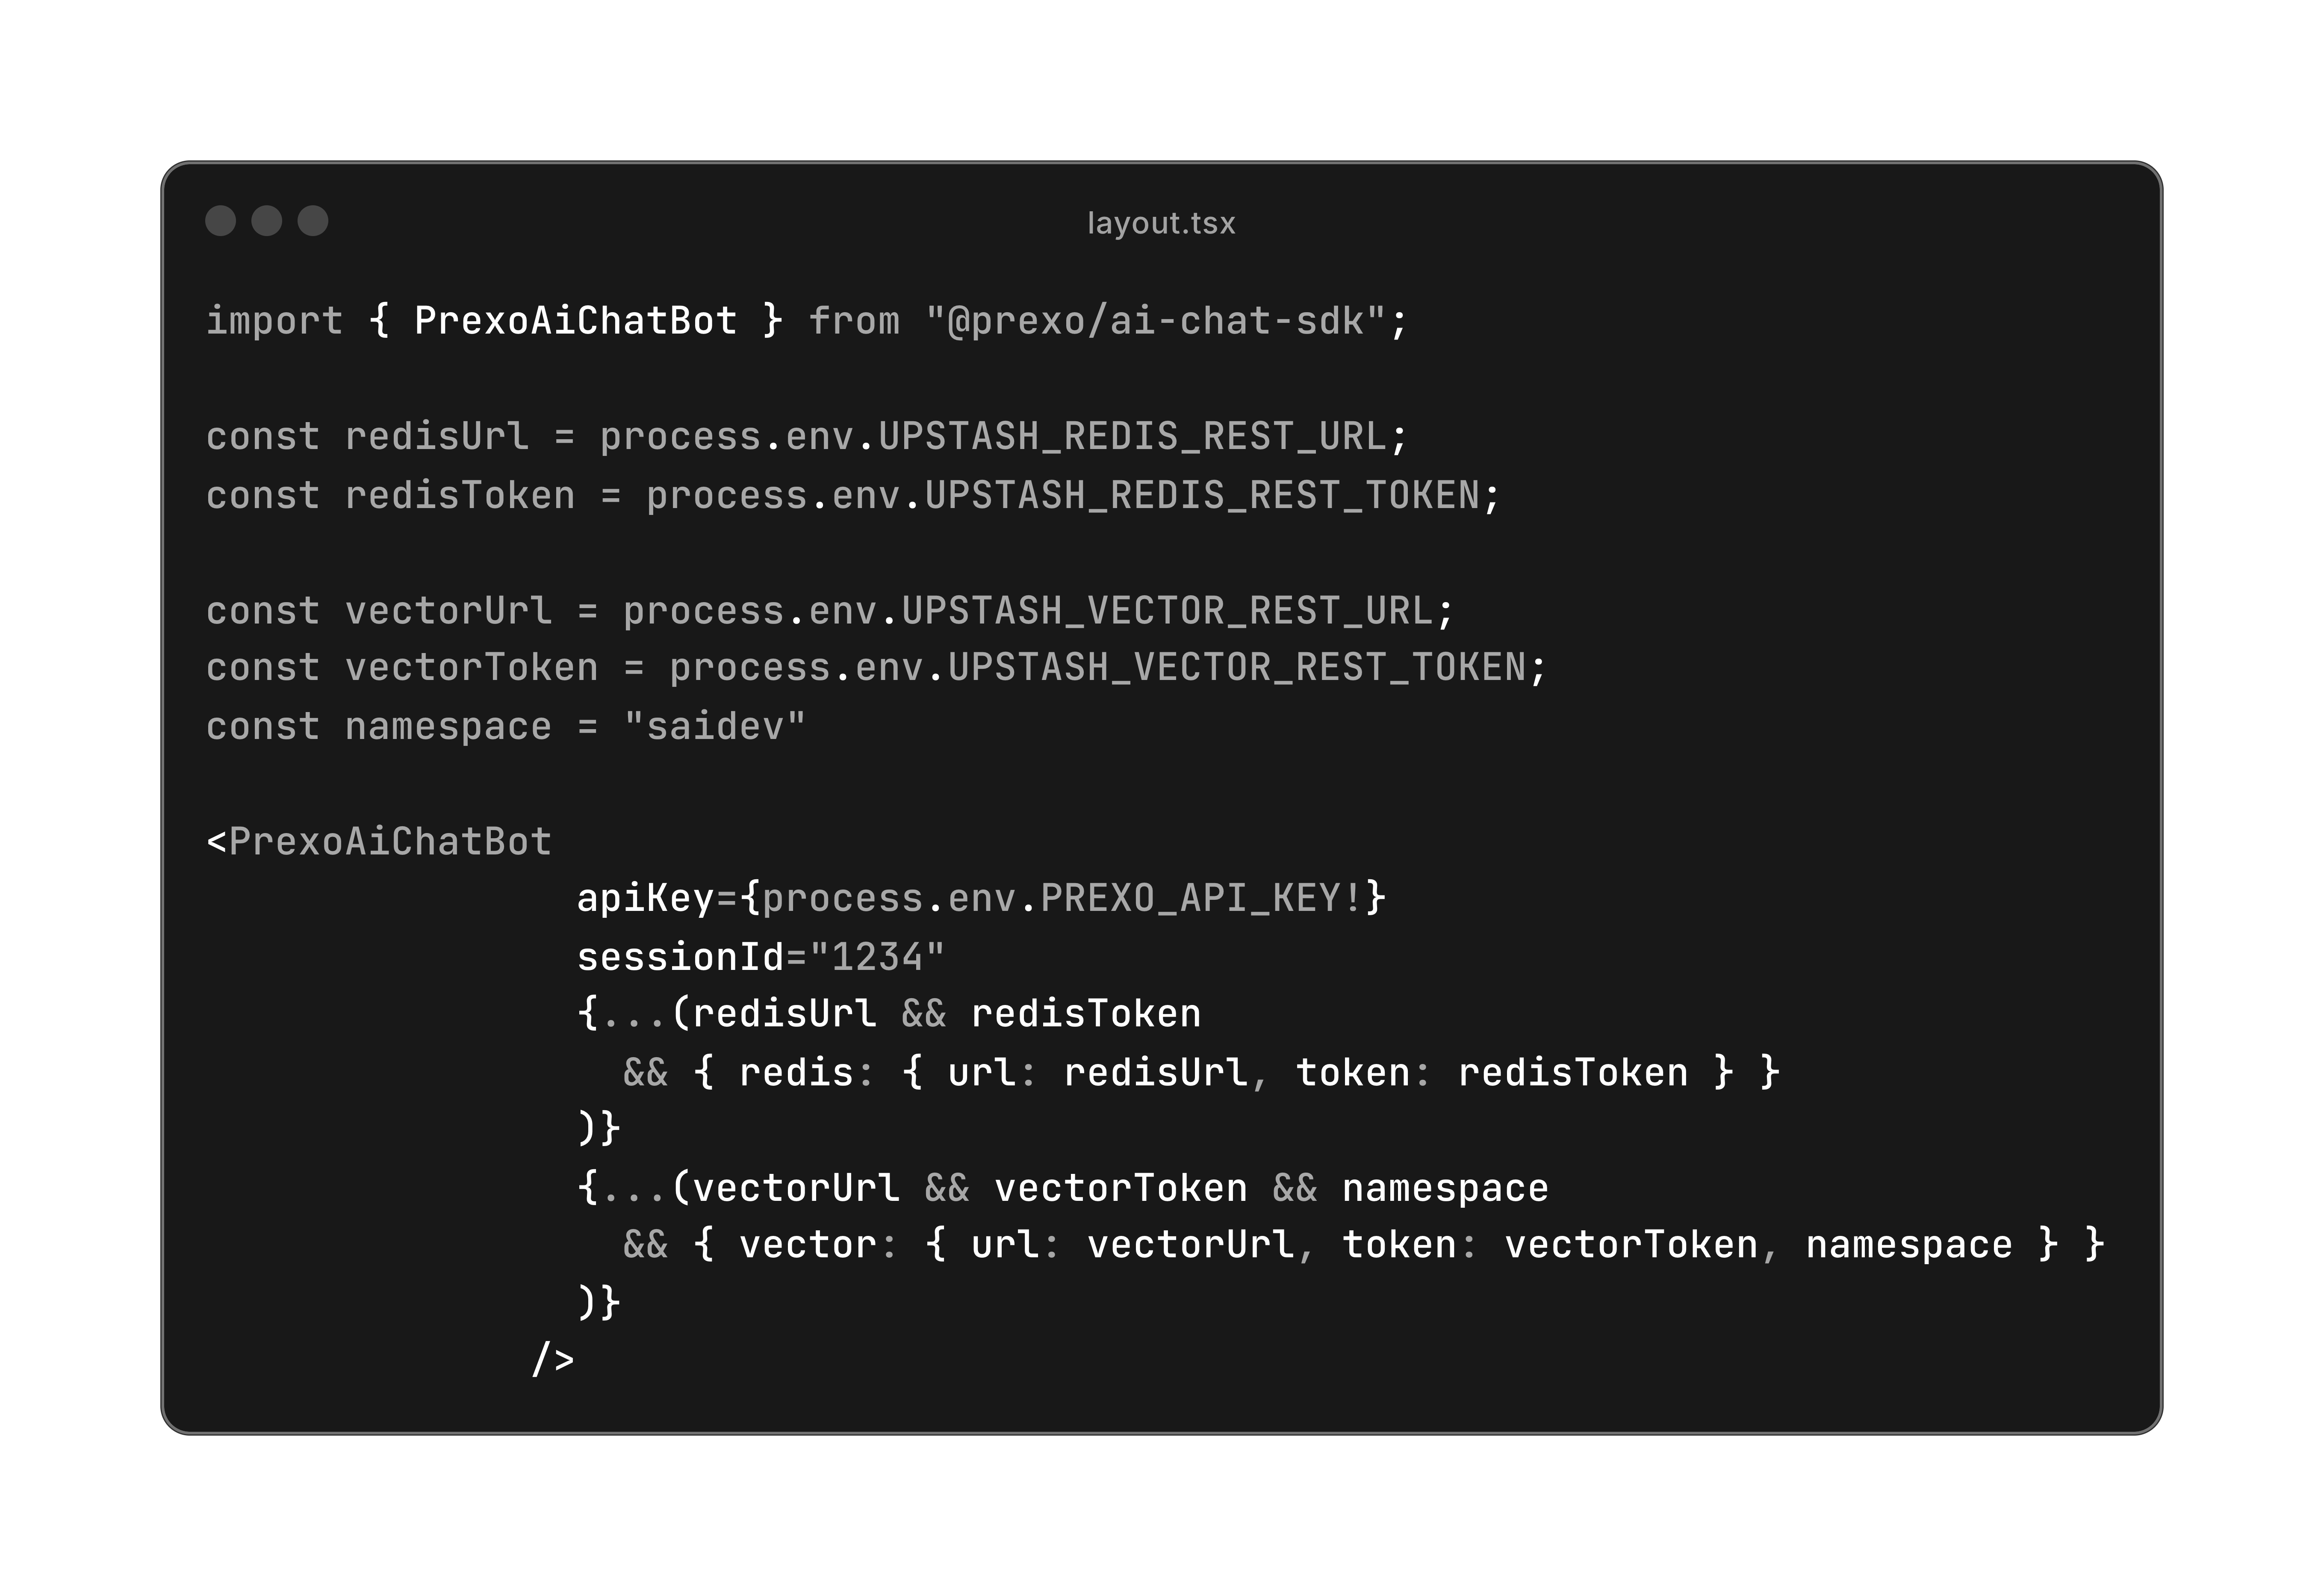 layout.tsx
import { PrexoAiChatBot } from "@prexo/ai-chat-sdk";

const redisUrl = process.env.UPSTASH_REDIS_REST_URL;
const redisToken = process.env.UPSTASH_REDIS_REST_TOKEN;

const vectorUrl = process.env.UPSTASH_VECTOR_REST_URL;
const vectorToken = process.env.UPSTASH_VECTOR_REST_TOKEN;
const namespace = "saidev"

<PrexoAiChatBot
                apiKey={process.env.PREXO_API_KEY!}
                sessionId="1234"
                {...(redisUrl && redisToken
                  && { redis: { url: redisUrl, token: redisToken } }
                )}
                {...(vectorUrl && vectorToken && namespace
                  && { vector: { url: vectorUrl, token: vectorToken, namespace } }
                )}
              />